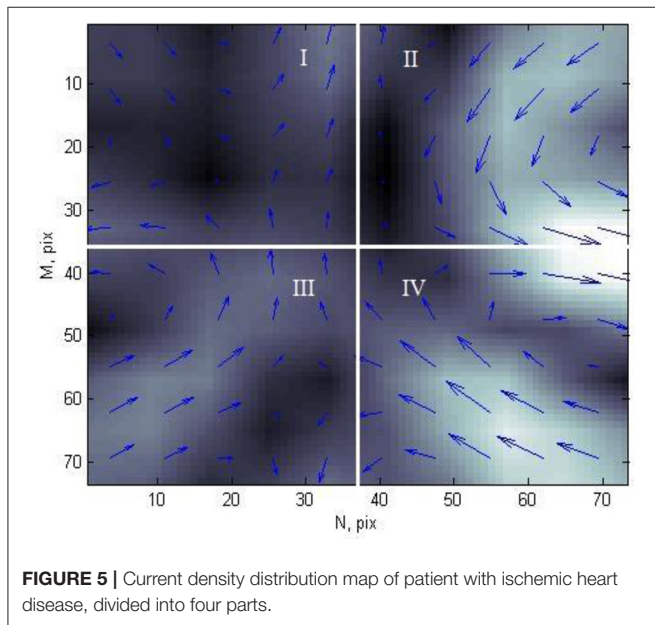 I
II
10
20
30
M, pix
40
III
IV
50
60
70
10
20
30
40
50
60
70
N, pix
FIGURE 5 | Current density distribution map of patient with ischemic heart
disease, divided into four parts.